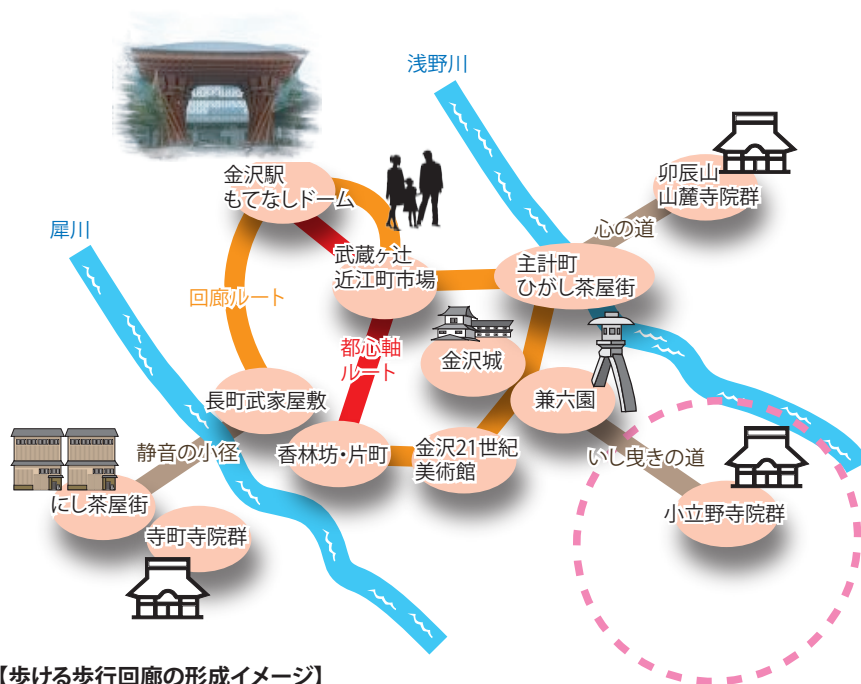 浅野川
金沢駅
もてなしドーム
卯辰山
山麓寺院群
心の道
犀川
武蔵ヶ辻
近江町市場
主計町
ひがし茶屋街
回廊ルート
都心軸
ルート
金沢城
長町武家屋敷
兼六園
香林坊・片町
金沢21世紀
美術館
静音の小径
いし曳きの道
にし茶屋街
小立野寺院群
寺町寺院群
【歩ける歩行回廊の形成イメージ】